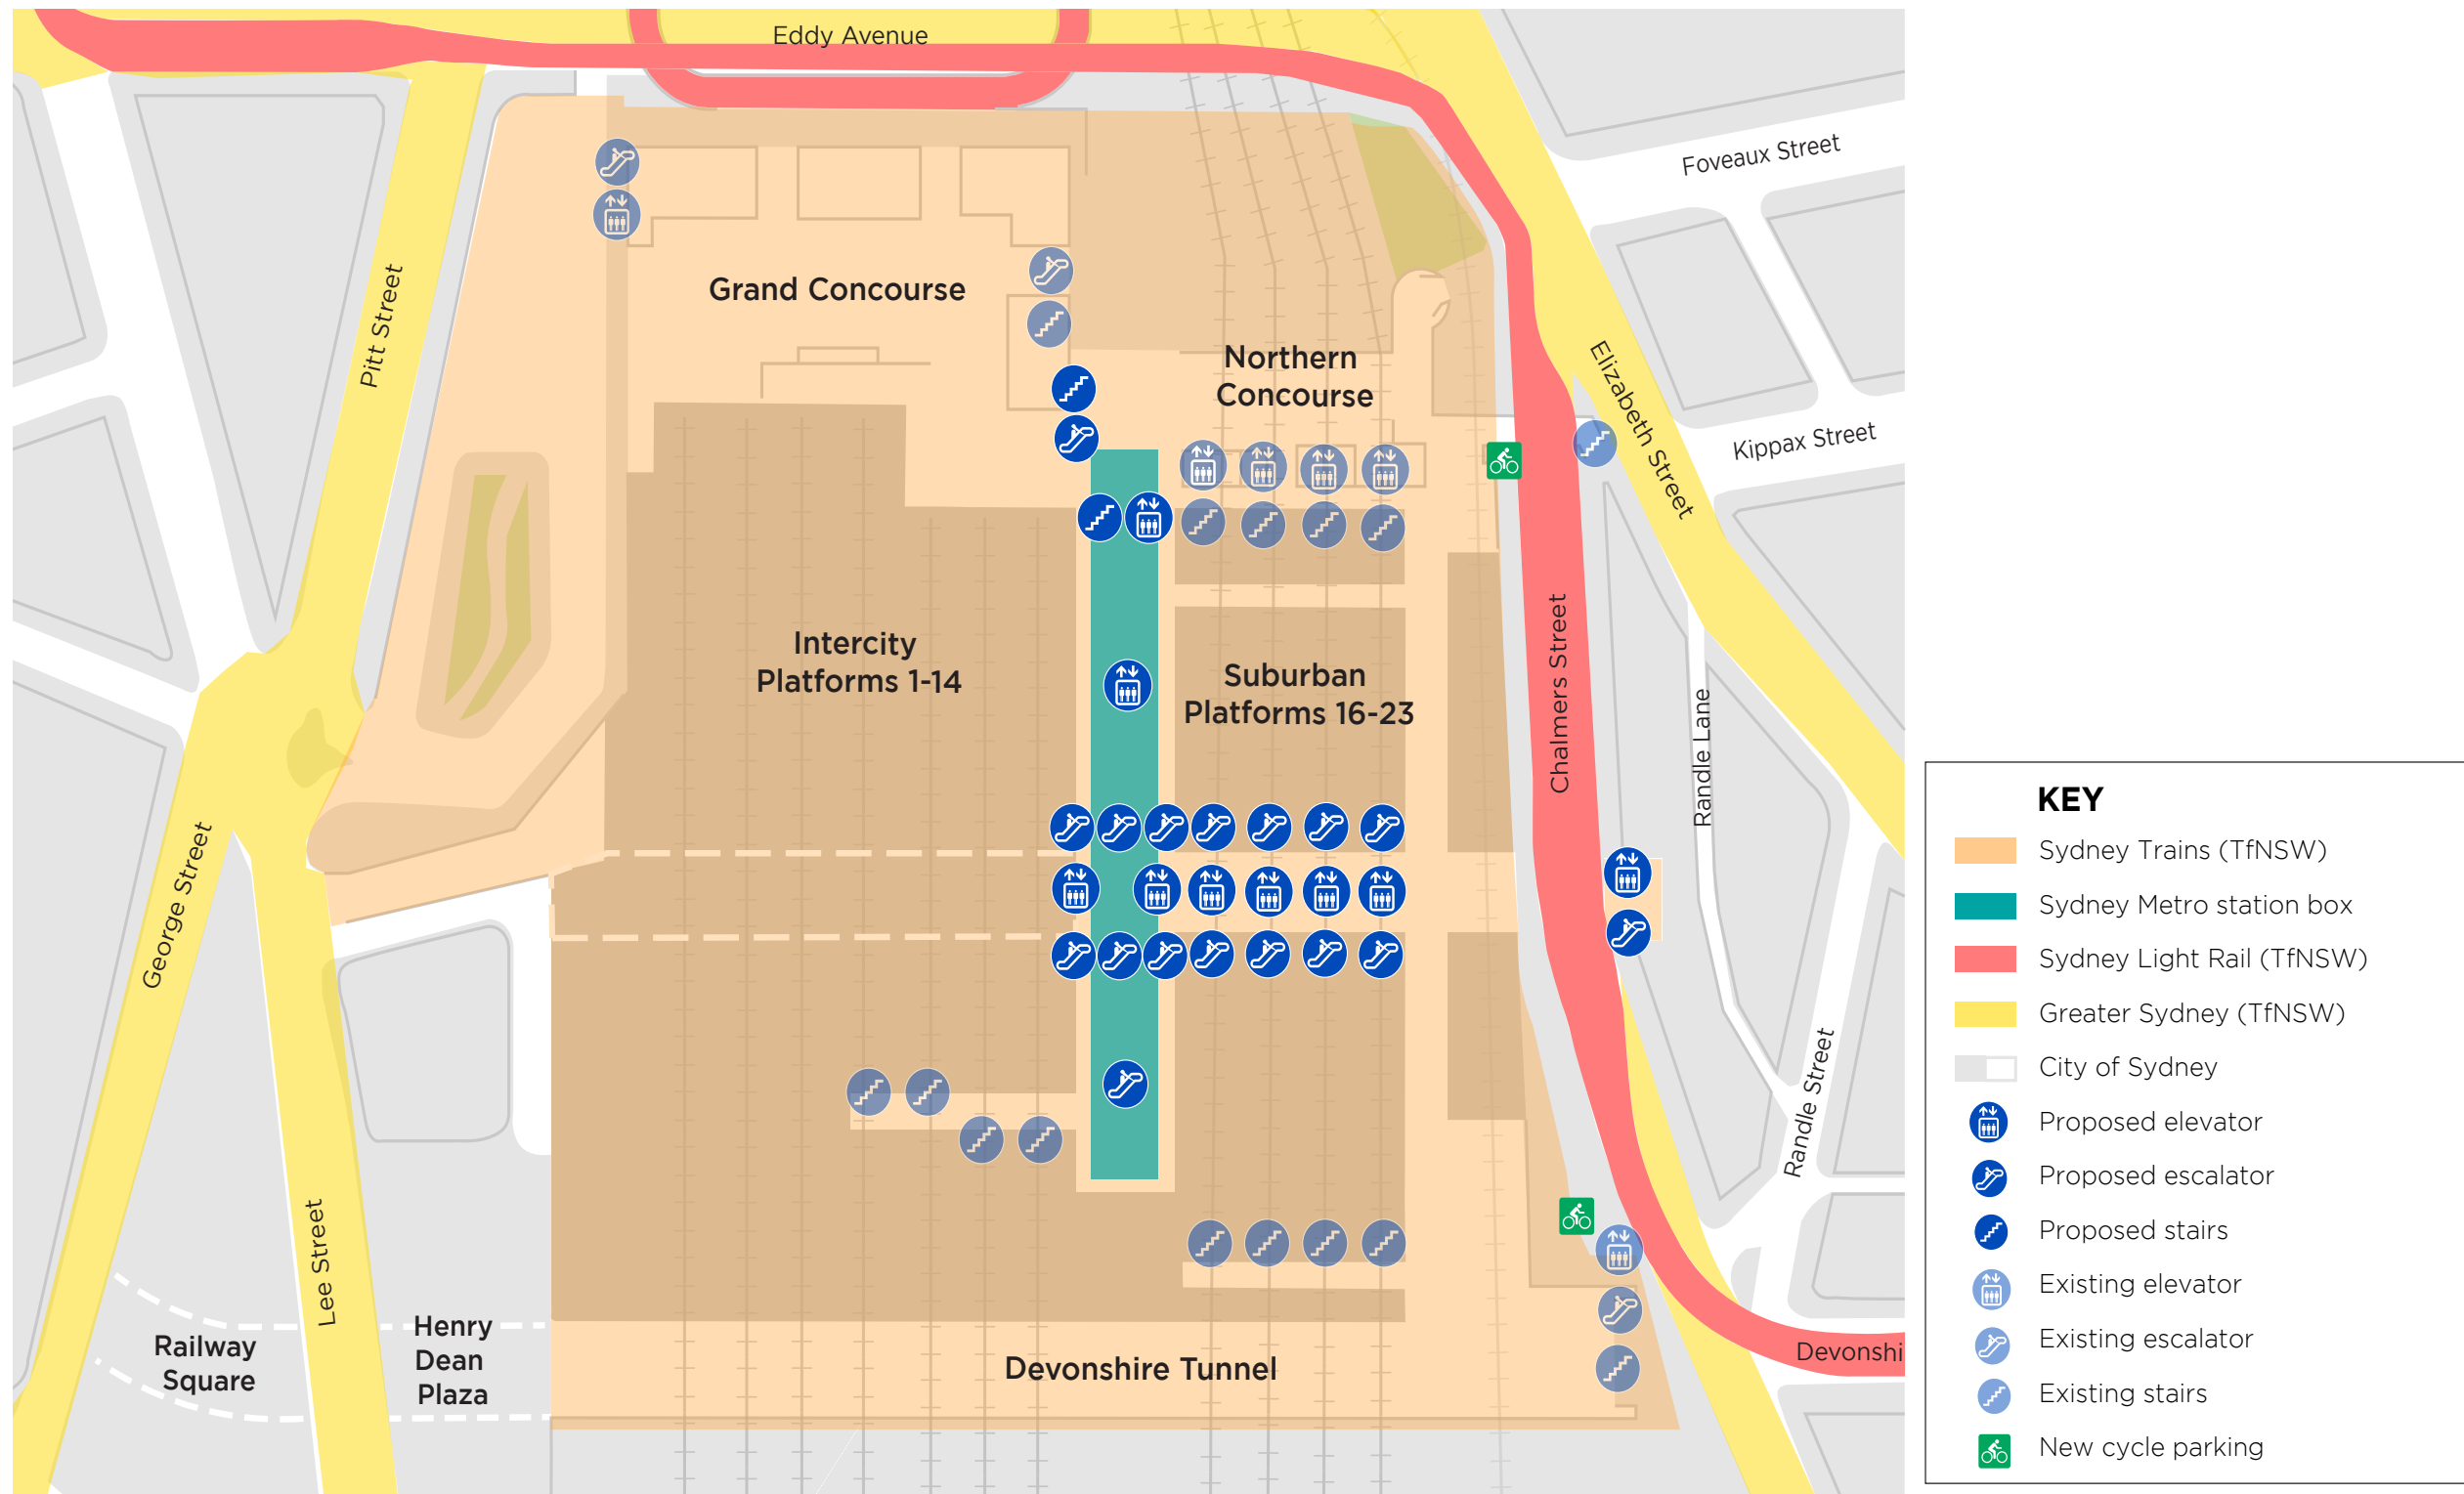 Eddy Avenue
Foveaux Street
Pitt Street
Grand Concourse
Northern
Concourse
Elizabeth Street
Kippax Street
Intercity
Platforms 1-14
Suburban
Platforms 16-23
Chalmers Street
Randle Lane
George Street
Randle Street
Lee Street
Railway
Square
Henry
Dean
Plaza
Devonshire Tunnel
Devonshi
KEY
Sydney Trains (TfNSW)
Sydney Metro station box
Sydney Light Rail (TfNSW)
Greater Sydney (TfNSW)
City of Sydney
Proposed elevator
Proposed escalator
Proposed stairs
Existing elevator
Existing escalator
Existing stairs
New cycle parking